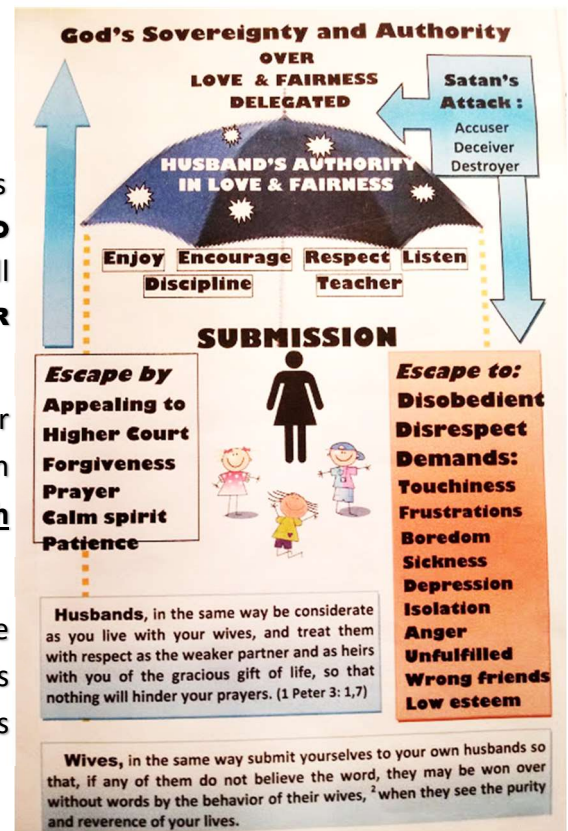 God's Sovereignty and Authority
OVER
LOVE & FAIRNESS
DELEGATED
Satan's
Attack :
Accuser
Deceiver
Destroyer
HUSBAND'S AUTHORITY
IN LOVE & FAIRNESS
Enjoy Encourage Respect Listen
Discipline Teacher
SUBMISSION
Escape by
Appealing to
Higher Court
Forgiveness
Prayer
Calm spirit
Patience
Escape to:
Disobedient
Disrespect
Demands:
Touchiness
Frustrations
Boredom
Sickness
Depression
Isolation
Anger
Unfulfilled
Wrong friends
Low esteem
Husbands, in the same way be considerate
as you live with your wives, and treat them
with respect as the weaker partner and as heirs
with you of the gracious gift of life, so that
nothing will hinder your prayers. (1 Peter 3: 1,7)
Wives, in the same way submit yourselves to your own husbands so
that, if any of them do not believe the word, they may be won over
without words by the behavior of their wives, 2 when they see the purity
and reverence of your lives.